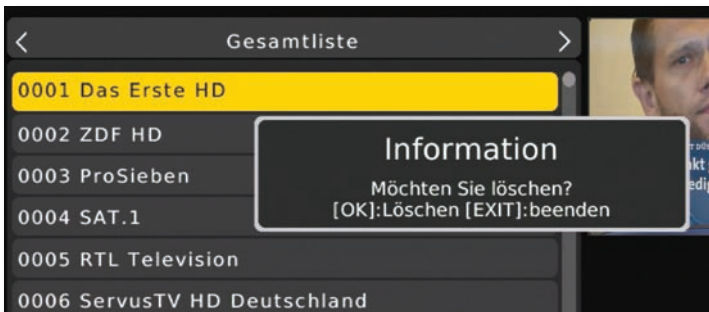 Gesamtliste
0001 Das Erste HD
0002 ZDF HD
0003 ProSieben
0004 SAT.1
0005 RTL Television
0006 ServusTV HD Deutschland
Information
Möchten Sie löschen?
[OK]:Löschen [EXIT]:beenden